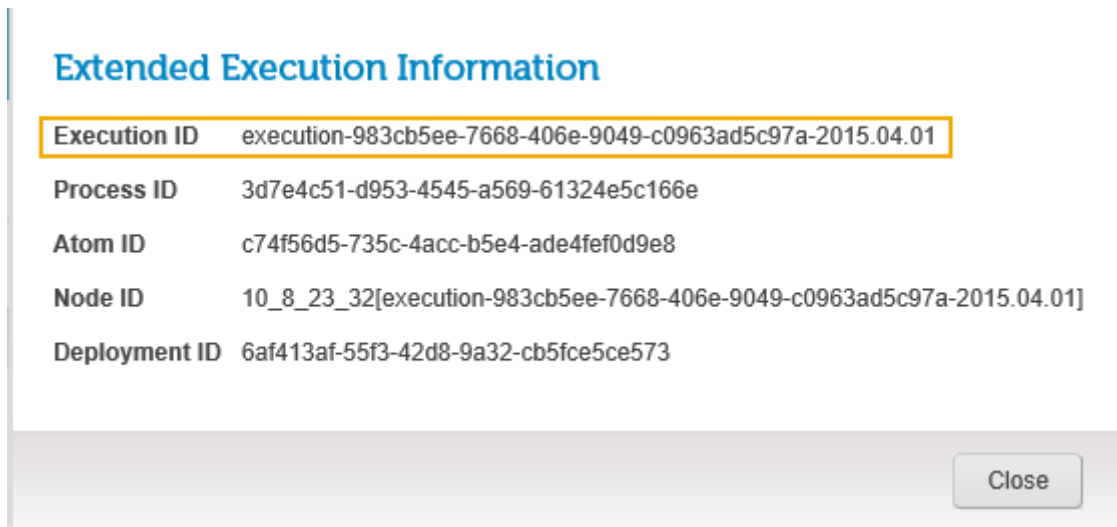 Extended Execution Information
Execution ID execution-983cb5ee-7668-406e-9049-c0963ad5c97a-2015.04.01
Process ID 3d7e4c51-d953-4545-a569-61324e5c166e
Atom ID c74f56d5-735c-4acc-b5e4-ade4fef0d9e8
Node ID 10_8_23_32[execution-983cb5ee-7668-406e-9049-c0963ad5c97a-2015.04.01]
Deployment ID 6af413af-55f3-42d8-9a32-cb5fce5ce573
Close